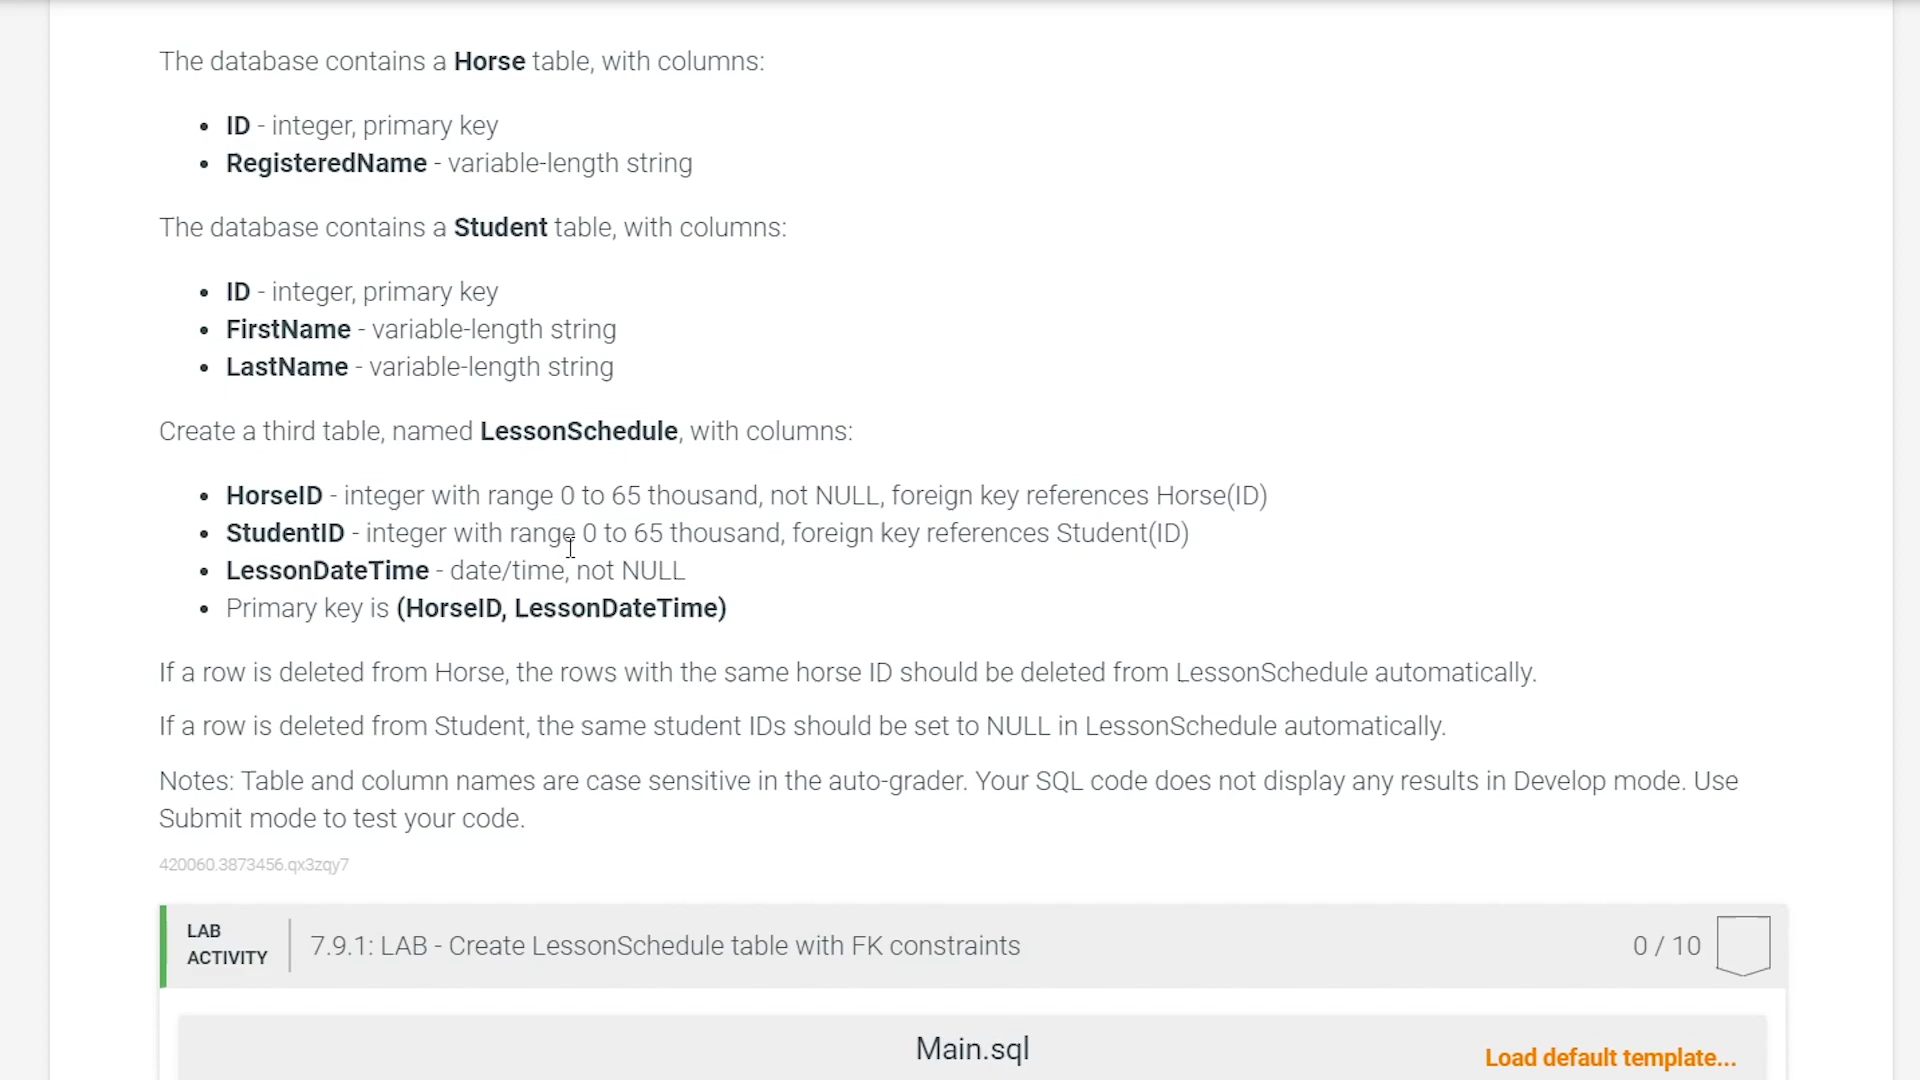 The database contains a Horse table, with columns:
• ID - integer, primary key
• RegisteredName - variable-length string
The database contains a Student table, with columns:
• ID - integer, primary key
• FirstName - variable-length string
• LastName - variable-length string
Create a third table, named LessonSchedule, with columns:
• HorseID - integer with range 0 to 65 thousand, not NULL, foreign key references Horse(ID)
• StudentID - integer with range 0 to 65 thousand, foreign key references Student(ID)
• LessonDateTime - date/time, not NULL
• Primary key is (HorseID, LessonDateTime)
If a row is deleted from Horse, the rows with the same horse ID should be deleted from LessonSchedule automatically.
If a row is deleted from Student, the same student IDs should be set to NULL in LessonSchedule automatically.
Notes: Table and column names are case sensitive in the auto-grader. Your SQL code does not display any results in Develop mode. Use
Submit mode to test your code.
420060.3873456.qx3zqy7
LAB
ACTIVITY
7.9.1: LAB - Create LessonSchedule table with FK constraints
0 / 10
Main.sql
Load default template...